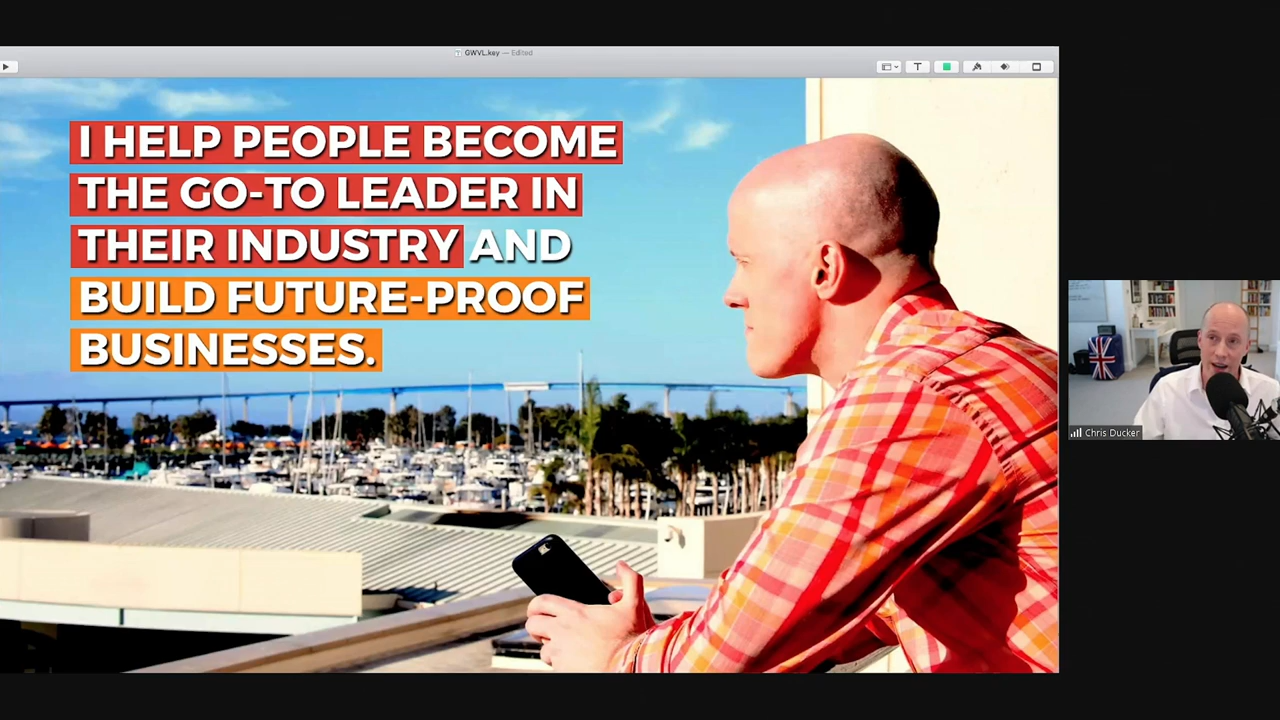 GWVL.key — Edited
I HELP PEOPLE BECOME
THE GO-TO LEADER IN
THEIR INDUSTRY AND
BUILD FUTURE-PROOF
BUSINESSES.
Chris Ducker